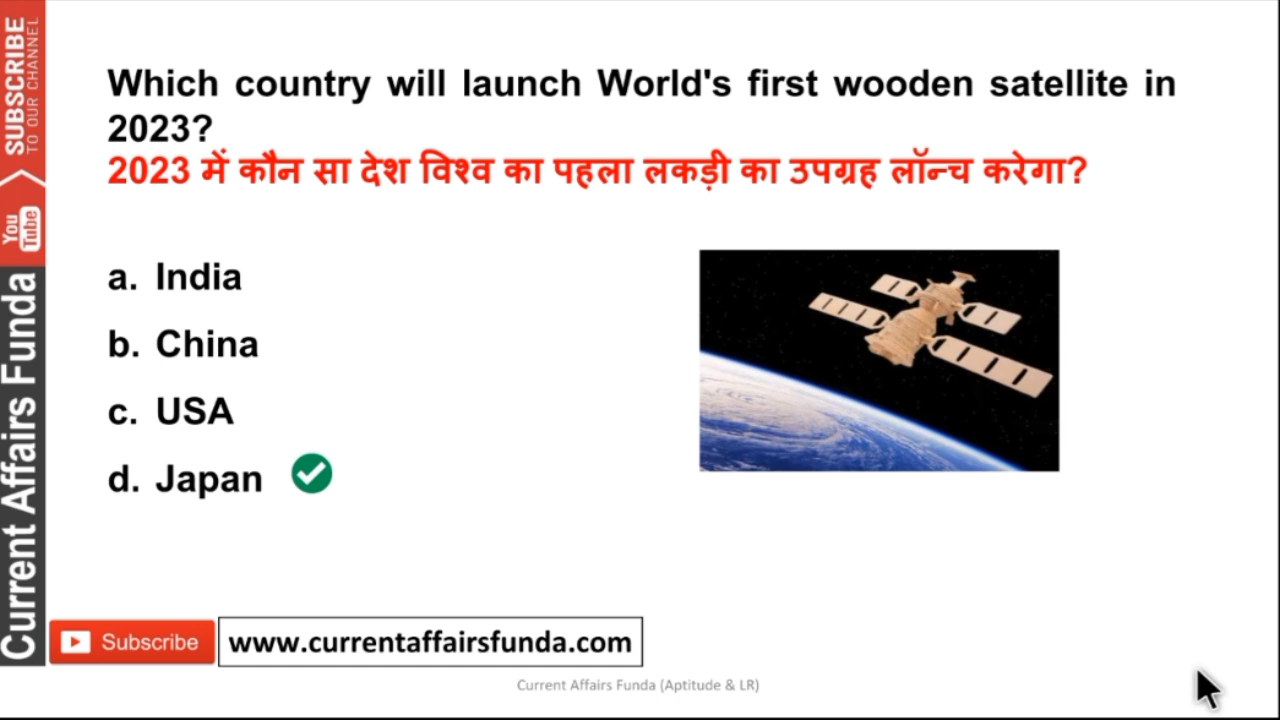 SUBSCRIBE
TO OUR CHANNEL
You
Tube
Current Affairs Funda
Which country will launch World's first wooden satellite in
2023?
2023 में कौन सा देश विश्व का पहला लकड़ी का उपग्रह लॉन्च करेगा?
a. India
b. China
c. USA
d. Japan
Subscribe
www.currentaffairsfunda.com
Current Affairs Funda (Aptitude & LR)